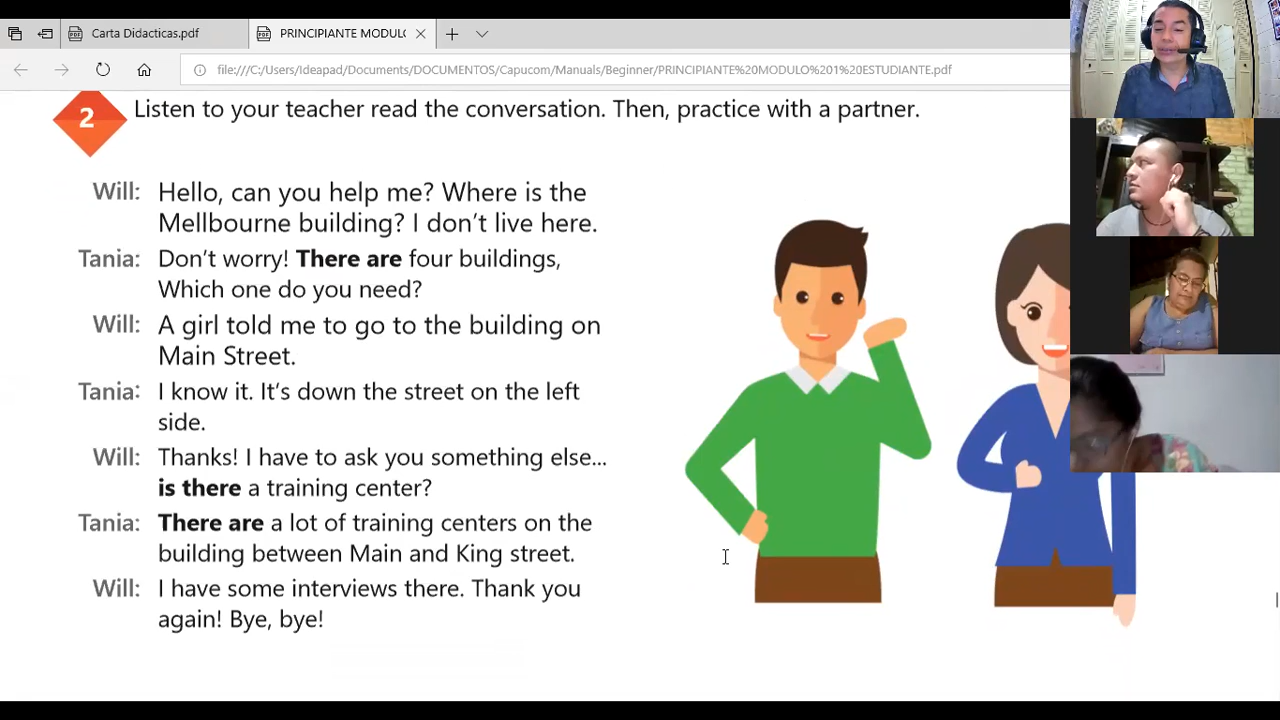 Carta Didacticas.pdf
PRINCIPIANTE MODULO
file:///C:/Users/Ideapad/Documents/DOCUMENTOS/Capucom/Manuals/Beginner/PRINCIPIANTE%20MODULO%201%20ESTUDIANTE.pdf
2 Listen to your teacher read the conversation. Then, practice with a partner.
Will: Hello, can you help me? Where is the
Mellbourne building? I don't live here.
Tania: Don't worry! There are four buildings,
Which one do you need?
Will: A girl told me to go to the building on
Main Street.
Tania: I know it. It's down the street on the left
side.
Will: Thanks! I have to ask you something else...
is there a training center?
Tania: There are a lot of training centers on the
building between Main and King street.
Will: I have some interviews there. Thank you
again! Bye, bye!